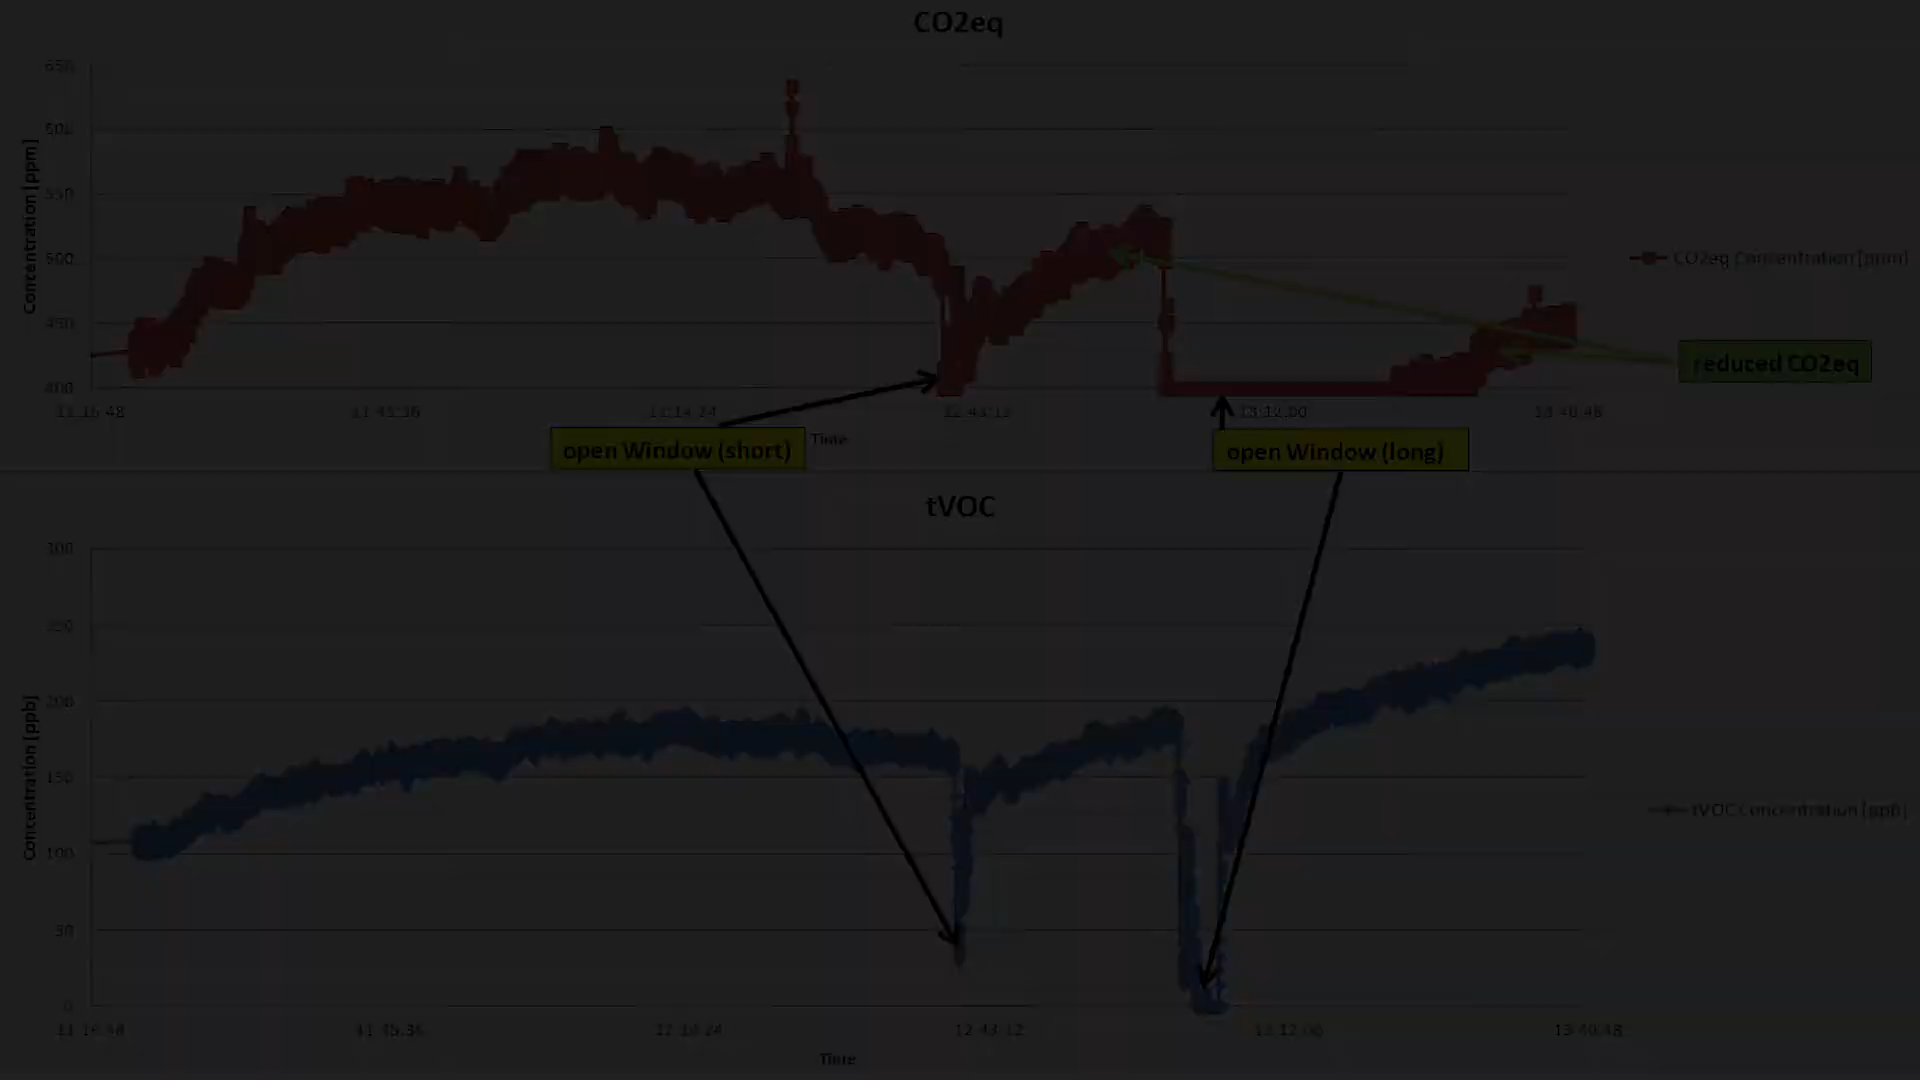 CO2eq
650
600
550
500
450
400
Concentration [ppm]
11:16:48 11:45:36 12:14:24 12:43:12 13:12:00 13:40:48
Time
CO2eq Concentration [ppm]
reduced CO2eq
open Window (short)
open Window (long)
tVOC
300
250
200
150
100
50
0
Concentration [ppb]
11:16:48 11:45:36 12:14:24 12:43:12 13:12:00 13:40:48
Time
tVOC Concentration [ppb]